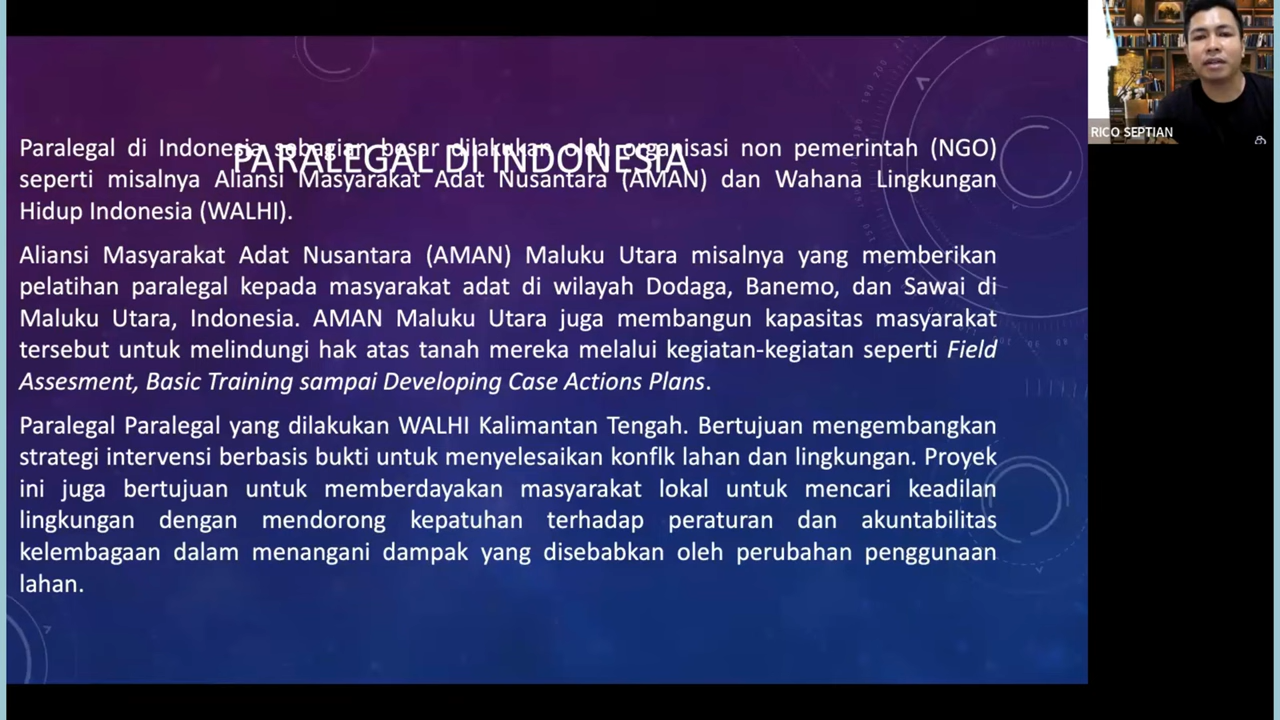 PARALEGAL DI INDONESIA
Paralegal di Indonesia sebagian besar dilakukan oleh organisasi non pemerintah (NGO)
seperti misalnya Aliansi Masyarakat Adat Nusantara (AMAN) dan Wahana Lingkungan
Hidup Indonesia (WALHI).
Aliansi Masyarakat Adat Nusantara (AMAN) Maluku Utara misalnya yang memberikan
pelatihan paralegal kepada masyarakat adat di wilayah Dodaga, Banemo, dan Sawai di
Maluku Utara, Indonesia. AMAN Maluku Utara juga membangun kapasitas masyarakat
tersebut untuk melindungi hak atas tanah mereka melalui kegiatan-kegiatan seperti Field
Assesment, Basic Training sampai Developing Case Actions Plans.
Paralegal Paralegal yang dilakukan WALHI Kalimantan Tengah. Bertujuan mengembangkan
strategi intervensi berbasis bukti untuk menyelesaikan konflk lahan dan lingkungan. Proyek
ini juga bertujuan untuk memberdayakan masyarakat lokal untuk mencari keadilan
lingkungan dengan mendorong kepatuhan terhadap peraturan dan akuntabilitas
kelembagaan dalam menangani dampak yang disebabkan oleh perubahan penggunaan
lahan.
RICO SEPTIAN